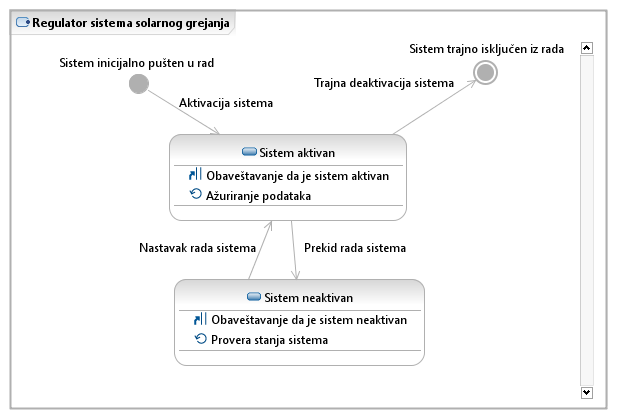 Regulator sistema solarnog grejanja
Sistem trajno isključen iz rada
Sistem inicijalno pušten u rad
Trajna deaktivacija sistema
Aktivacija sistema
Sistem aktivan
Obaveštavanje da je sistem aktivan
Ažuriranje podataka
Nastavak rada sistema
Prekid rada sistema
Sistem neaktivan
Obaveštavanje da je sistem neaktivan
Provera stanja sistema